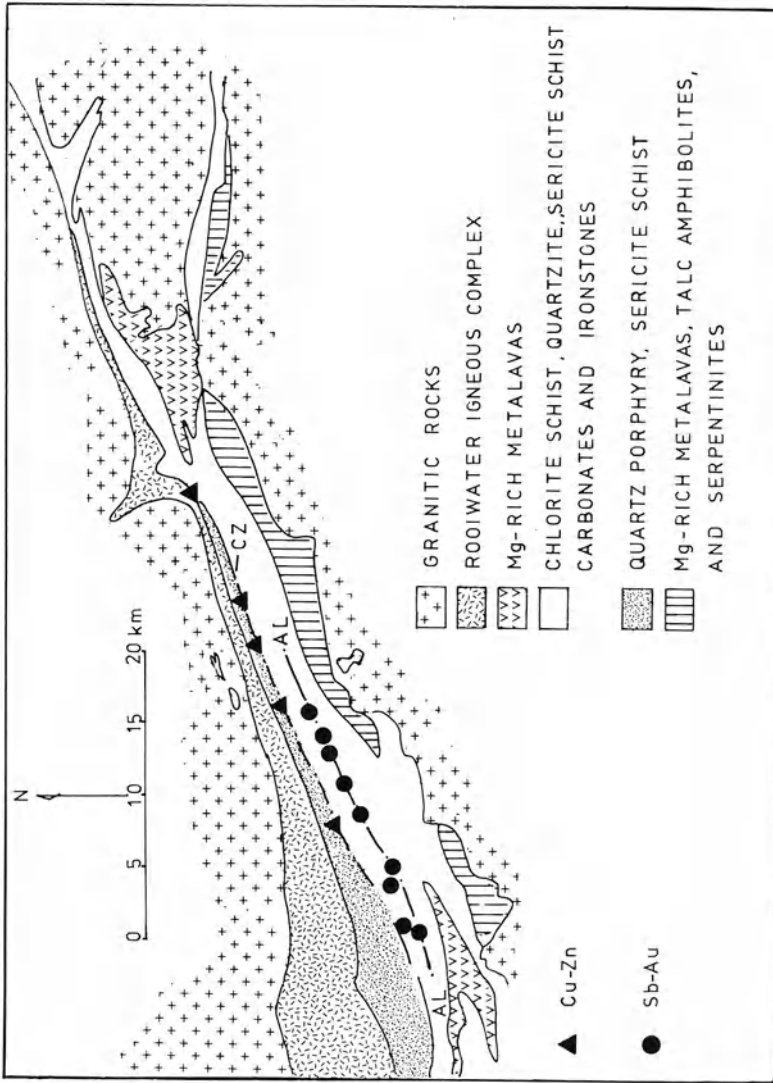 N
0 5 10 15 20 km
CZ
AL
AL
GRANITIC ROCKS
ROOIWATER IGNEOUS COMPLEX
Mg-RICH METALAVAS
CHLORITE SCHIST, QUARTZITE,,SERICITE SCHIST
CARBONATES AND IRONSTONES
QUARTZ PORPHYRY, SERICITE SCHIST
Mg-RICH METALAVAS, TALC AMPHIBOLITES,
AND SERPENTINITES
Cu-Zn
Sb-Au